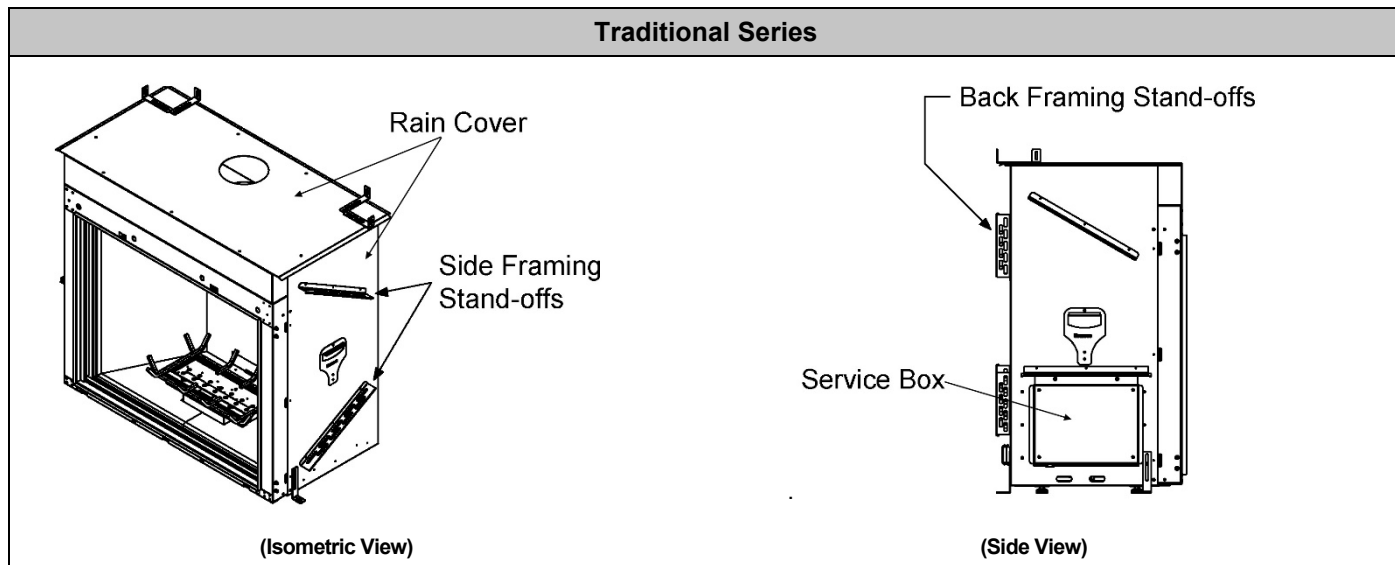 Traditional Series
Rain Cover
Side Framing
Stand-offs
(Isometric View)
Back Framing Stand-offs
Service Box
(Side View)